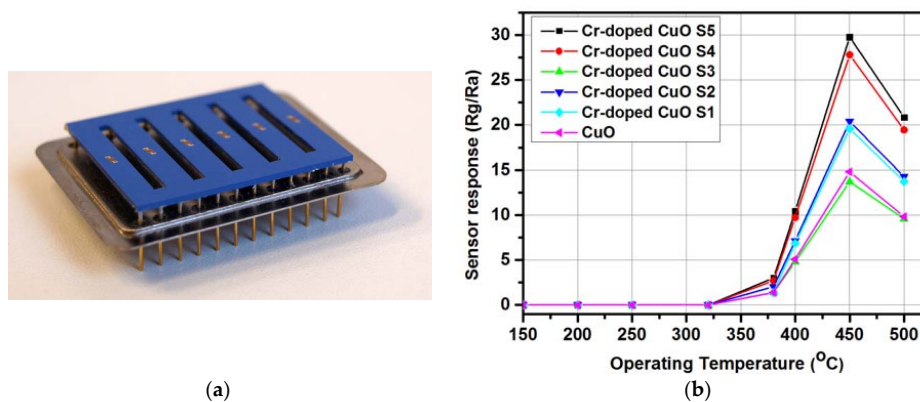 Cr-doped CuO S5
Cr-doped CuO S4
Cr-doped CuO S3
Cr-doped CuO S2
Cr-doped CuO S1
CuO
Sensor response (Rg/Ra)
30
25
20
15
10
5
0
150 200 250 300 350 400 450 500
Operating Temperature (°C)
(a) (b)